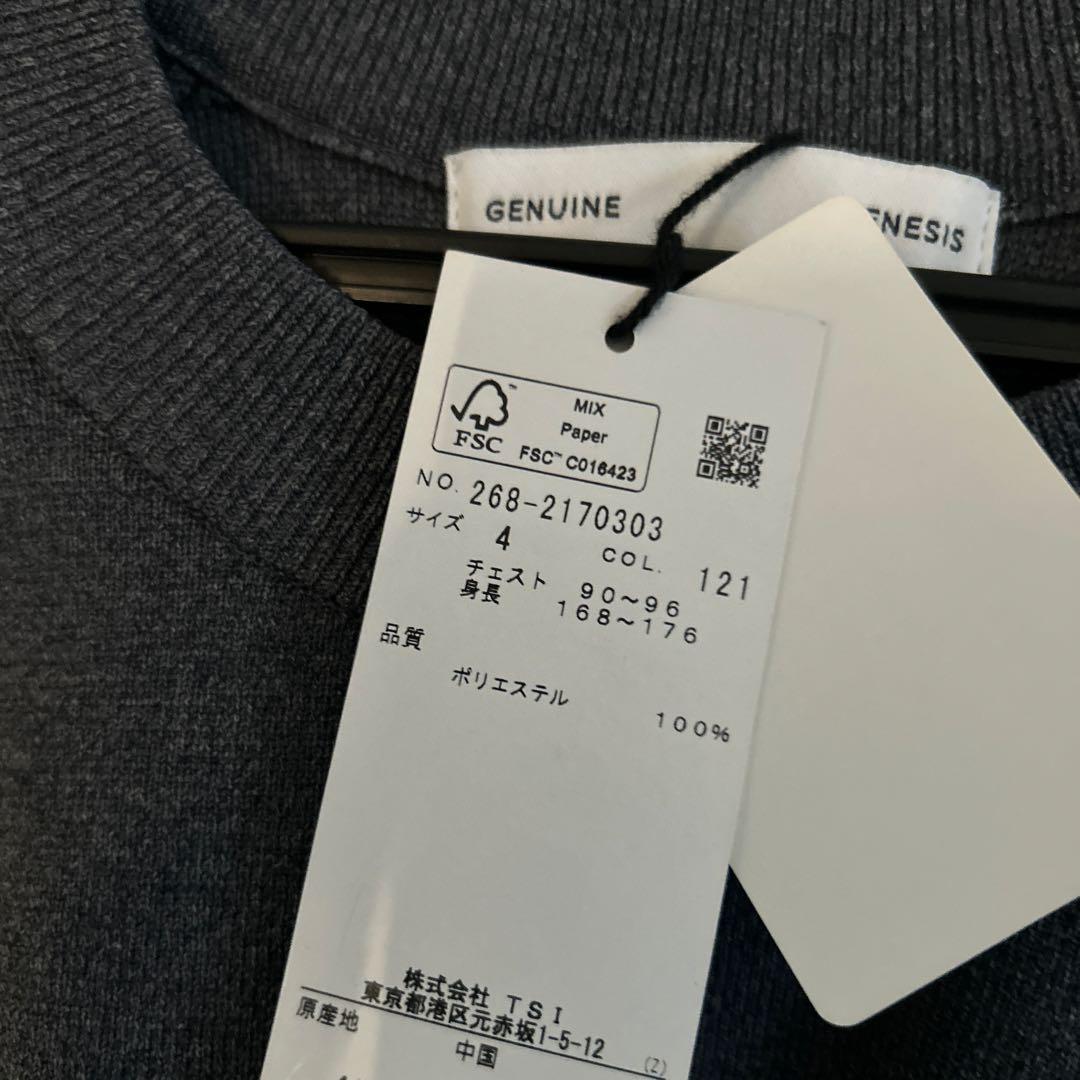 GENUINE
ENESIS
MIX
Paper
FSC™ C016423
FSC™
NO. 268-2170303
サイズ 4 COL. 121
チェスト 90～96
身長 168～176
品質
ポリエステル
100%
株式会社 TSI
東京都港区元赤坂1-5-12
原産地 中国 (Z)